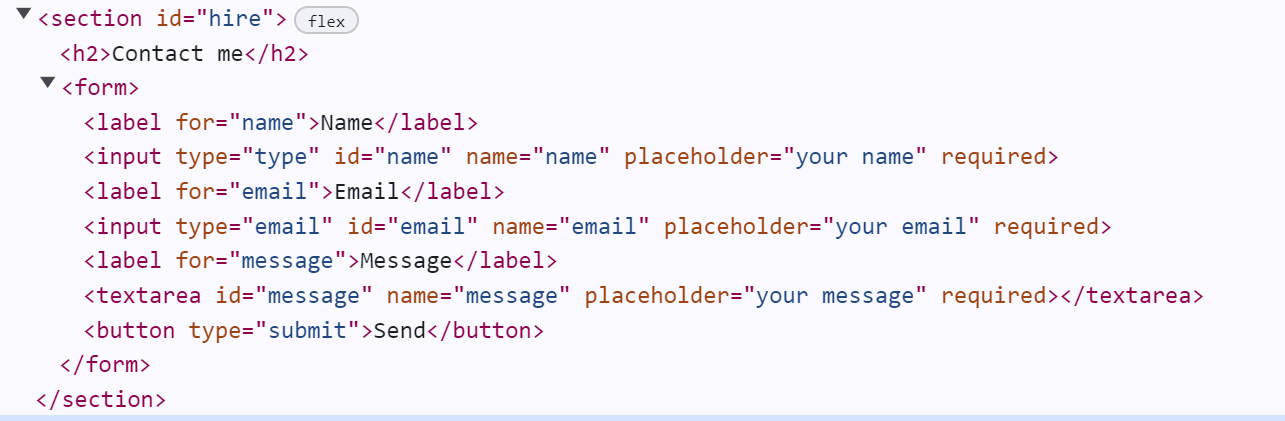 <section id="hire"> flex
<h2>Contact me</h2>
<form>
<label for="name">Name</label>
<input type="type" id="name" name="name" placeholder="your name" required>
<label for="email">Email</label>
<input type="email" id="email" name="email" placeholder="your email" required>
<label for="message">Message</label>
<textarea id="message" name="message" placeholder="your message" required></textarea>
<button type="submit">Send</button>
</form>
</section>